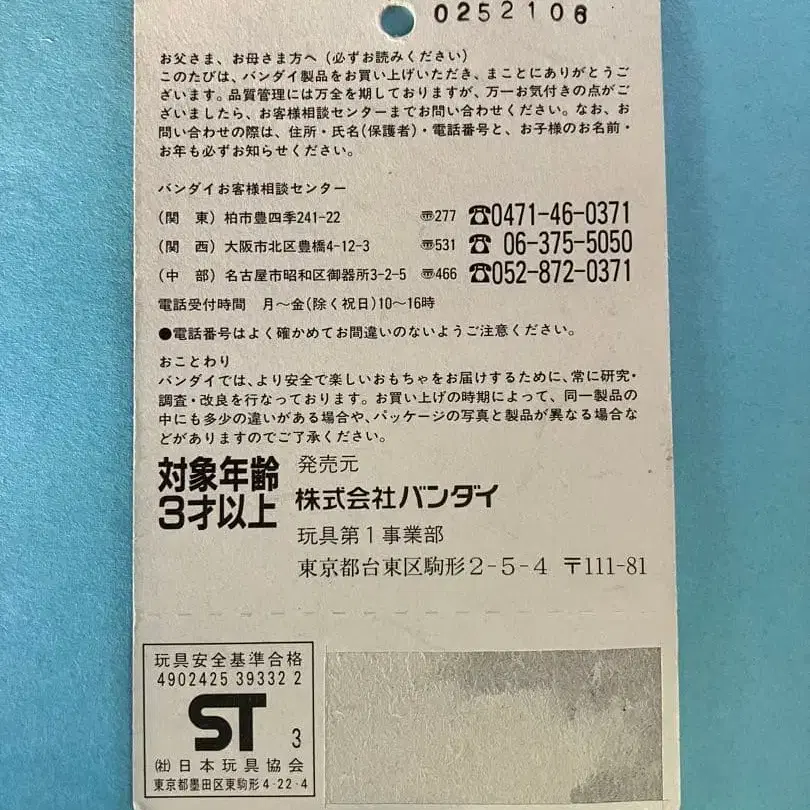 0252106
お父さま、お母さま方へ(必ずお読みください)
このたびは、バンダイ製品をお買い上げいただき、まことにありがとうご
ざいます。品質管理には万全を期しておりますが、万一お気付きの点がご
ざいましたら、お客様相談センターまでお問い合わせください。なお、お
問い合わせの際は、住所・氏名(保護者)・電話番号と、お子様のお名前・
お年も必ずお知らせください。
バンダイお客様相談センター
(関 東) 柏市豊四季241-22 〠277 ☎0471-46-0371
(関 西) 大阪市北区豊橋4-12-3 〠531 ☎ 06-375-5050
(中 部) 名古屋市昭和区御器所3-2-5 〠466 ☎052-872-0371
電話受付時間 月〜金(除く祝日)10〜16時
●電話番号はよく確かめてお間違いのないようご注意ください。
おことわり
バンダイでは、より安全で楽しいおもちゃをお届けするために、常に研究・
調査・改良を行なっております。お買い上げの時期によって、同一製品の
中にも多少の違いがある場合や、パッケージの写真と製品が異なる場合な
どがありますのでご了承ください。
対象年齢
3才以上
発売元
株式会社バンダイ
玩具第1事業部
東京都台東区駒形2-5-4 〒111-81
玩具安全基準合格
4902425 39332 2
ST 3
㈳日本玩具協会
東京都墨田区東駒形4-22-4